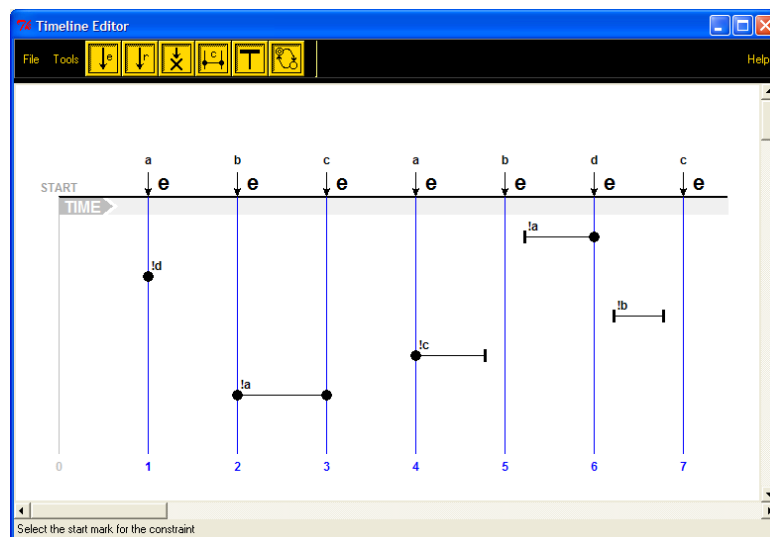 Timeline Editor
File Tools e r c Help
a b c a b d c
e e e e e e e
START
TIME
!a
!d
!b
!c
!a
0 1 2 3 4 5 6 7
Select the start mark for the constraint